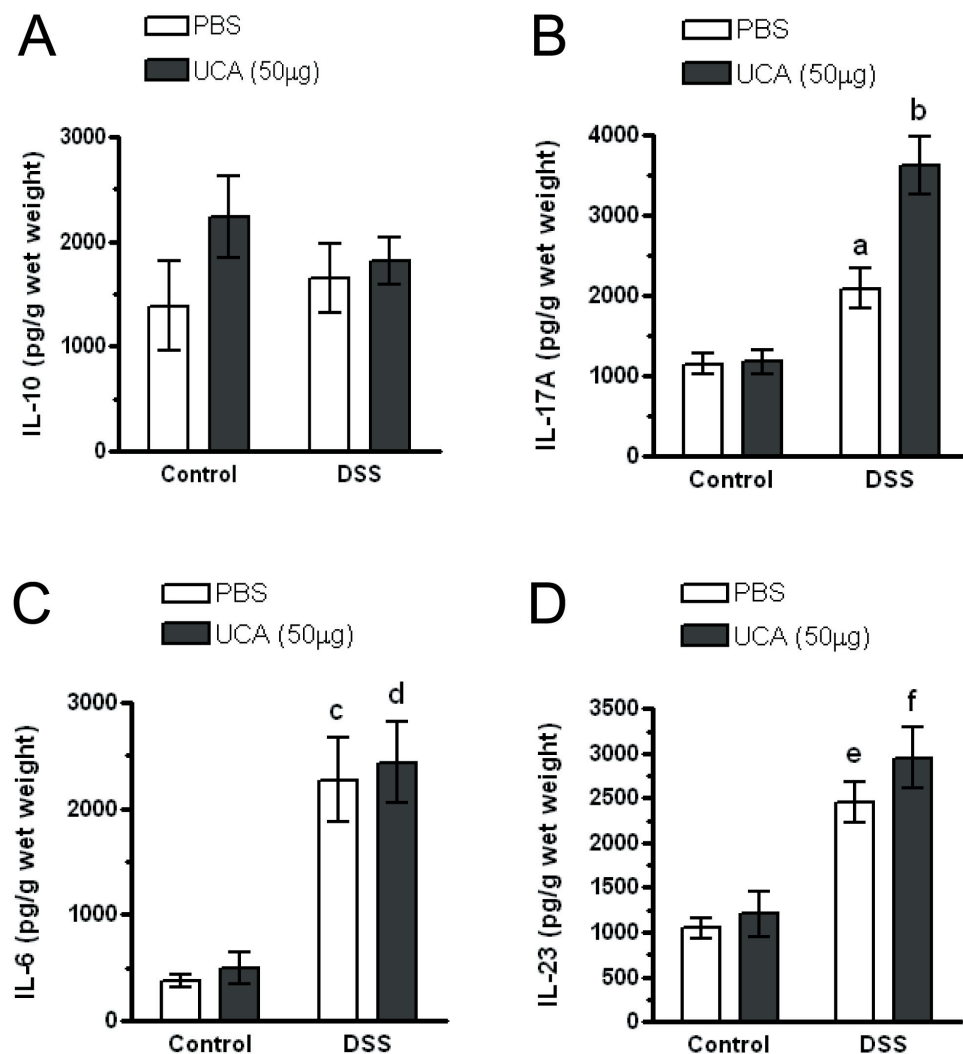 A
PBS
UCA (50µg)
IL-10 (pg/g wet weight)
3000
2000
1000
0
Control DSS
B
PBS
UCA (50µg)
IL-17A (pg/g wet weight)
4000
3000
2000
1000
0
a
b
Control DSS
C
PBS
UCA (50µg)
IL-6 (pg/g wet weight)
3000
2000
1000
0
c
d
Control DSS
D
PBS
UCA (50µg)
IL-23 (pg/g wet weight)
3500
3000
2500
2000
1500
1000
500
0
e
f
Control DSS